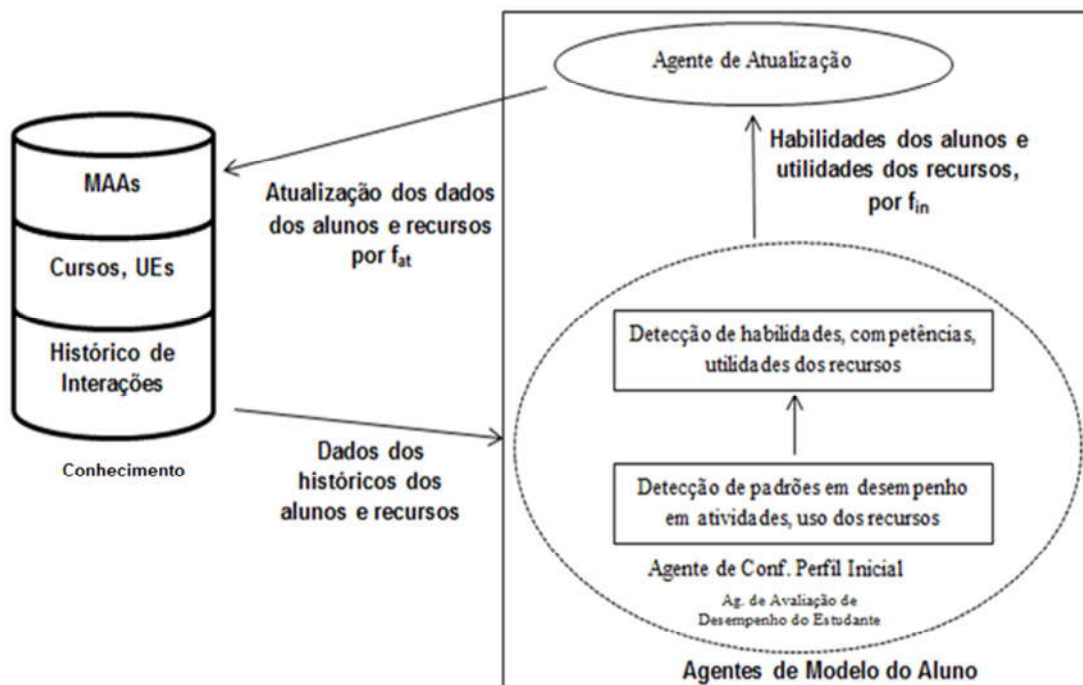 Agente de Atualização
MAAs
Cursos, UEs
Histórico de
Interações
Conhecimento
Atualização dos dados
dos alunos e recursos
por f_at
Dados dos
históricos dos
alunos e recursos
Habilidades dos alunos e
utilidades dos recursos,
por f_in
Detecção de habilidades, competências,
utilidades dos recursos
Detecção de padrões em desempenho
em atividades, uso dos recursos
Agente de Conf. Perfil Inicial
Ag. de Avaliação de
Desempenho do Estudante
Agentes de Modelo do Aluno